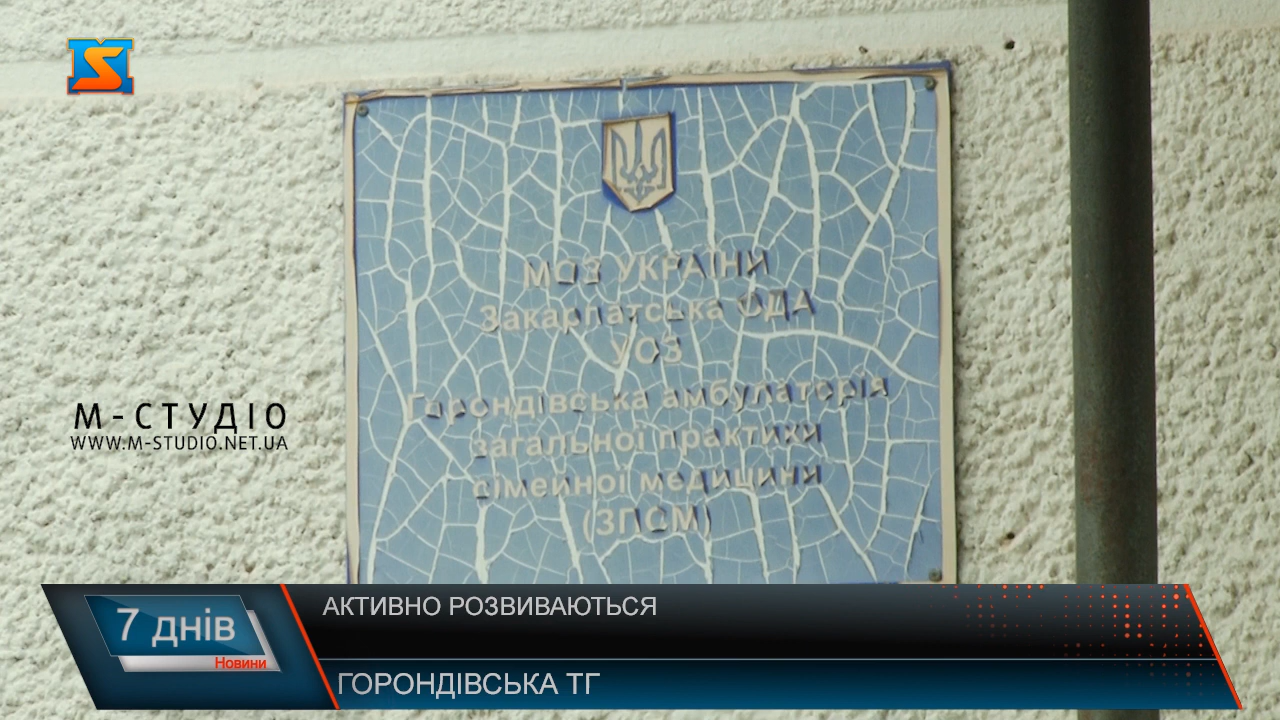 МОЗ УКРАЇНИ
Закарпатська ОДА
УОЗ
Горондівська амбулаторія
загальної практики
сімейної медицини
(ЗПСМ)
М-СТУДІО
WWW.M-STUDIO.NET.UA
7 днів
Новини
АКТИВНО РОЗВИВАЮТЬСЯ
ГОРОНДІВСЬКА ТГ